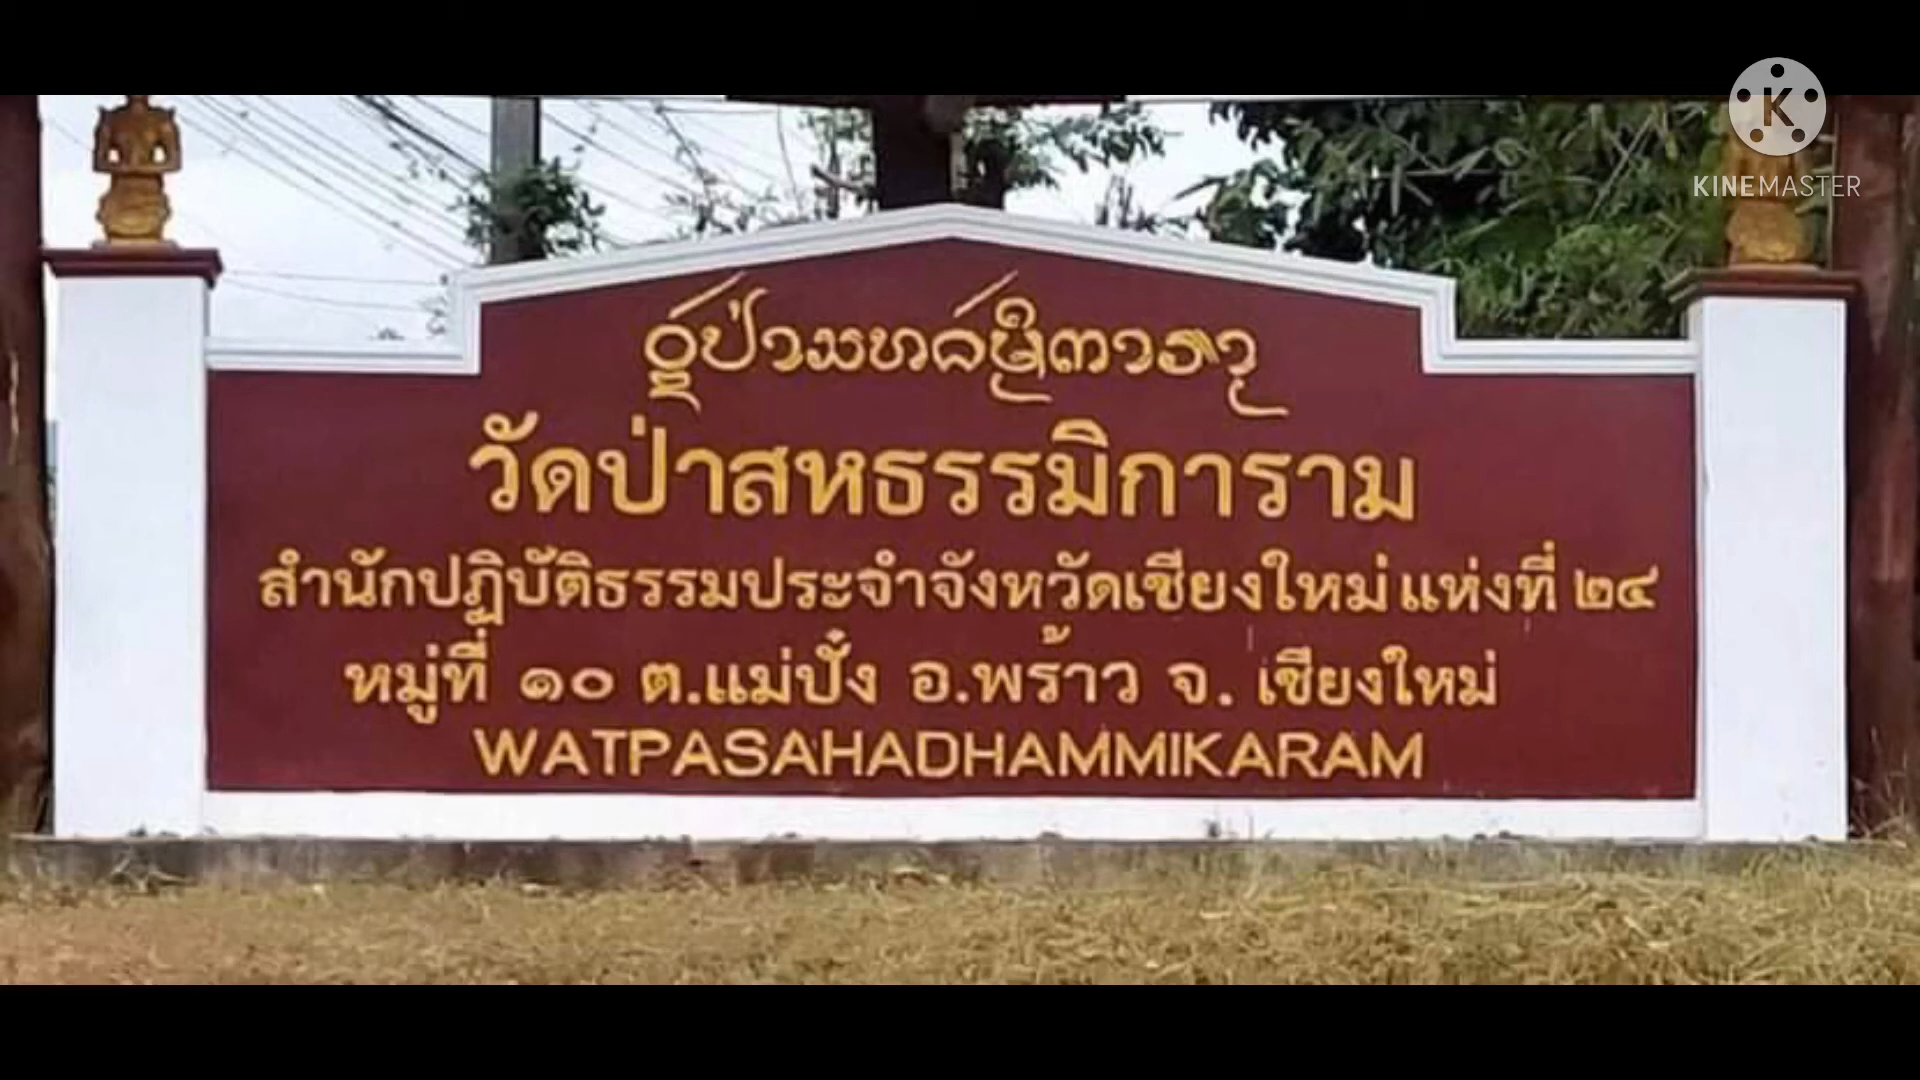 KINEMASTER
วัดป่าสหธรรมิการาม
สำนักปฏิบัติธรรมประจำจังหวัดเชียงใหม่ แห่งที่ ๒๔
หมู่ที่ ๑๐ ต.แม่ปั๋ง อ.พร้าว จ. เชียงใหม่
WATPASAHADHAMMIKARAM